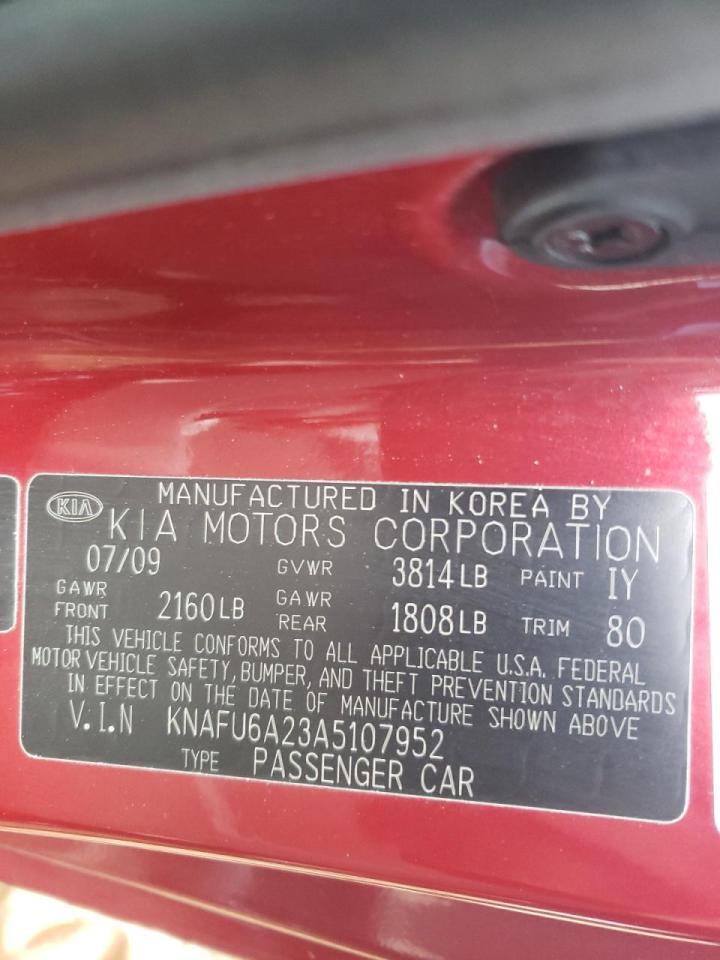 KIA MANUFACTURED IN KOREA BY
KIA MOTORS CORPORATION
07/09 GVWR 3814LB PAINT IY
GAWR FRONT 2160LB GAWR REAR 1808LB TRIM 80
THIS VEHICLE CONFORMS TO ALL APPLICABLE U.S.A. FEDERAL
MOTOR VEHICLE SAFETY, BUMPER, AND THEFT PREVENTION STANDARDS
IN EFFECT ON THE DATE OF MANUFACTURE SHOWN ABOVE
V.I.N KNAFU6A23A5107952
TYPE PASSENGER CAR